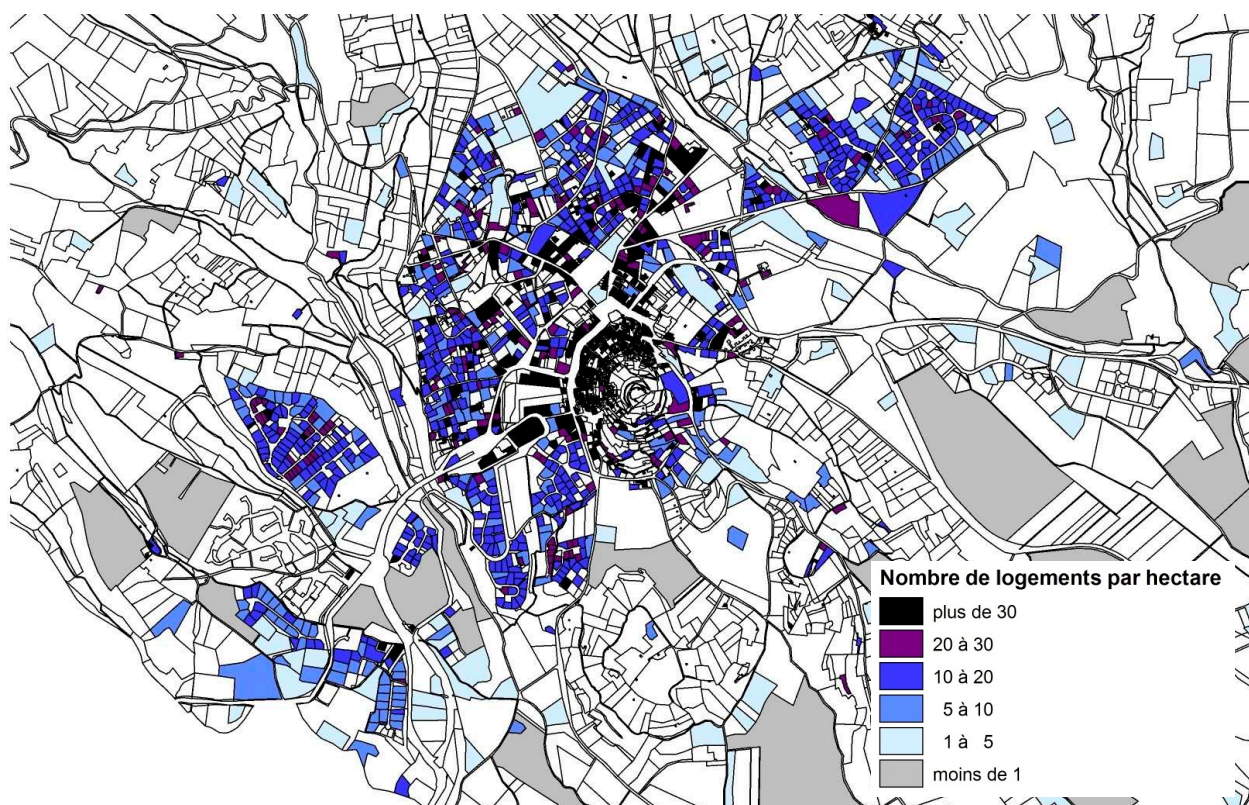 Nombre de logements par hectare
plus de 30
20 à 30
10 à 20
5 à 10
1 à 5
moins de 1